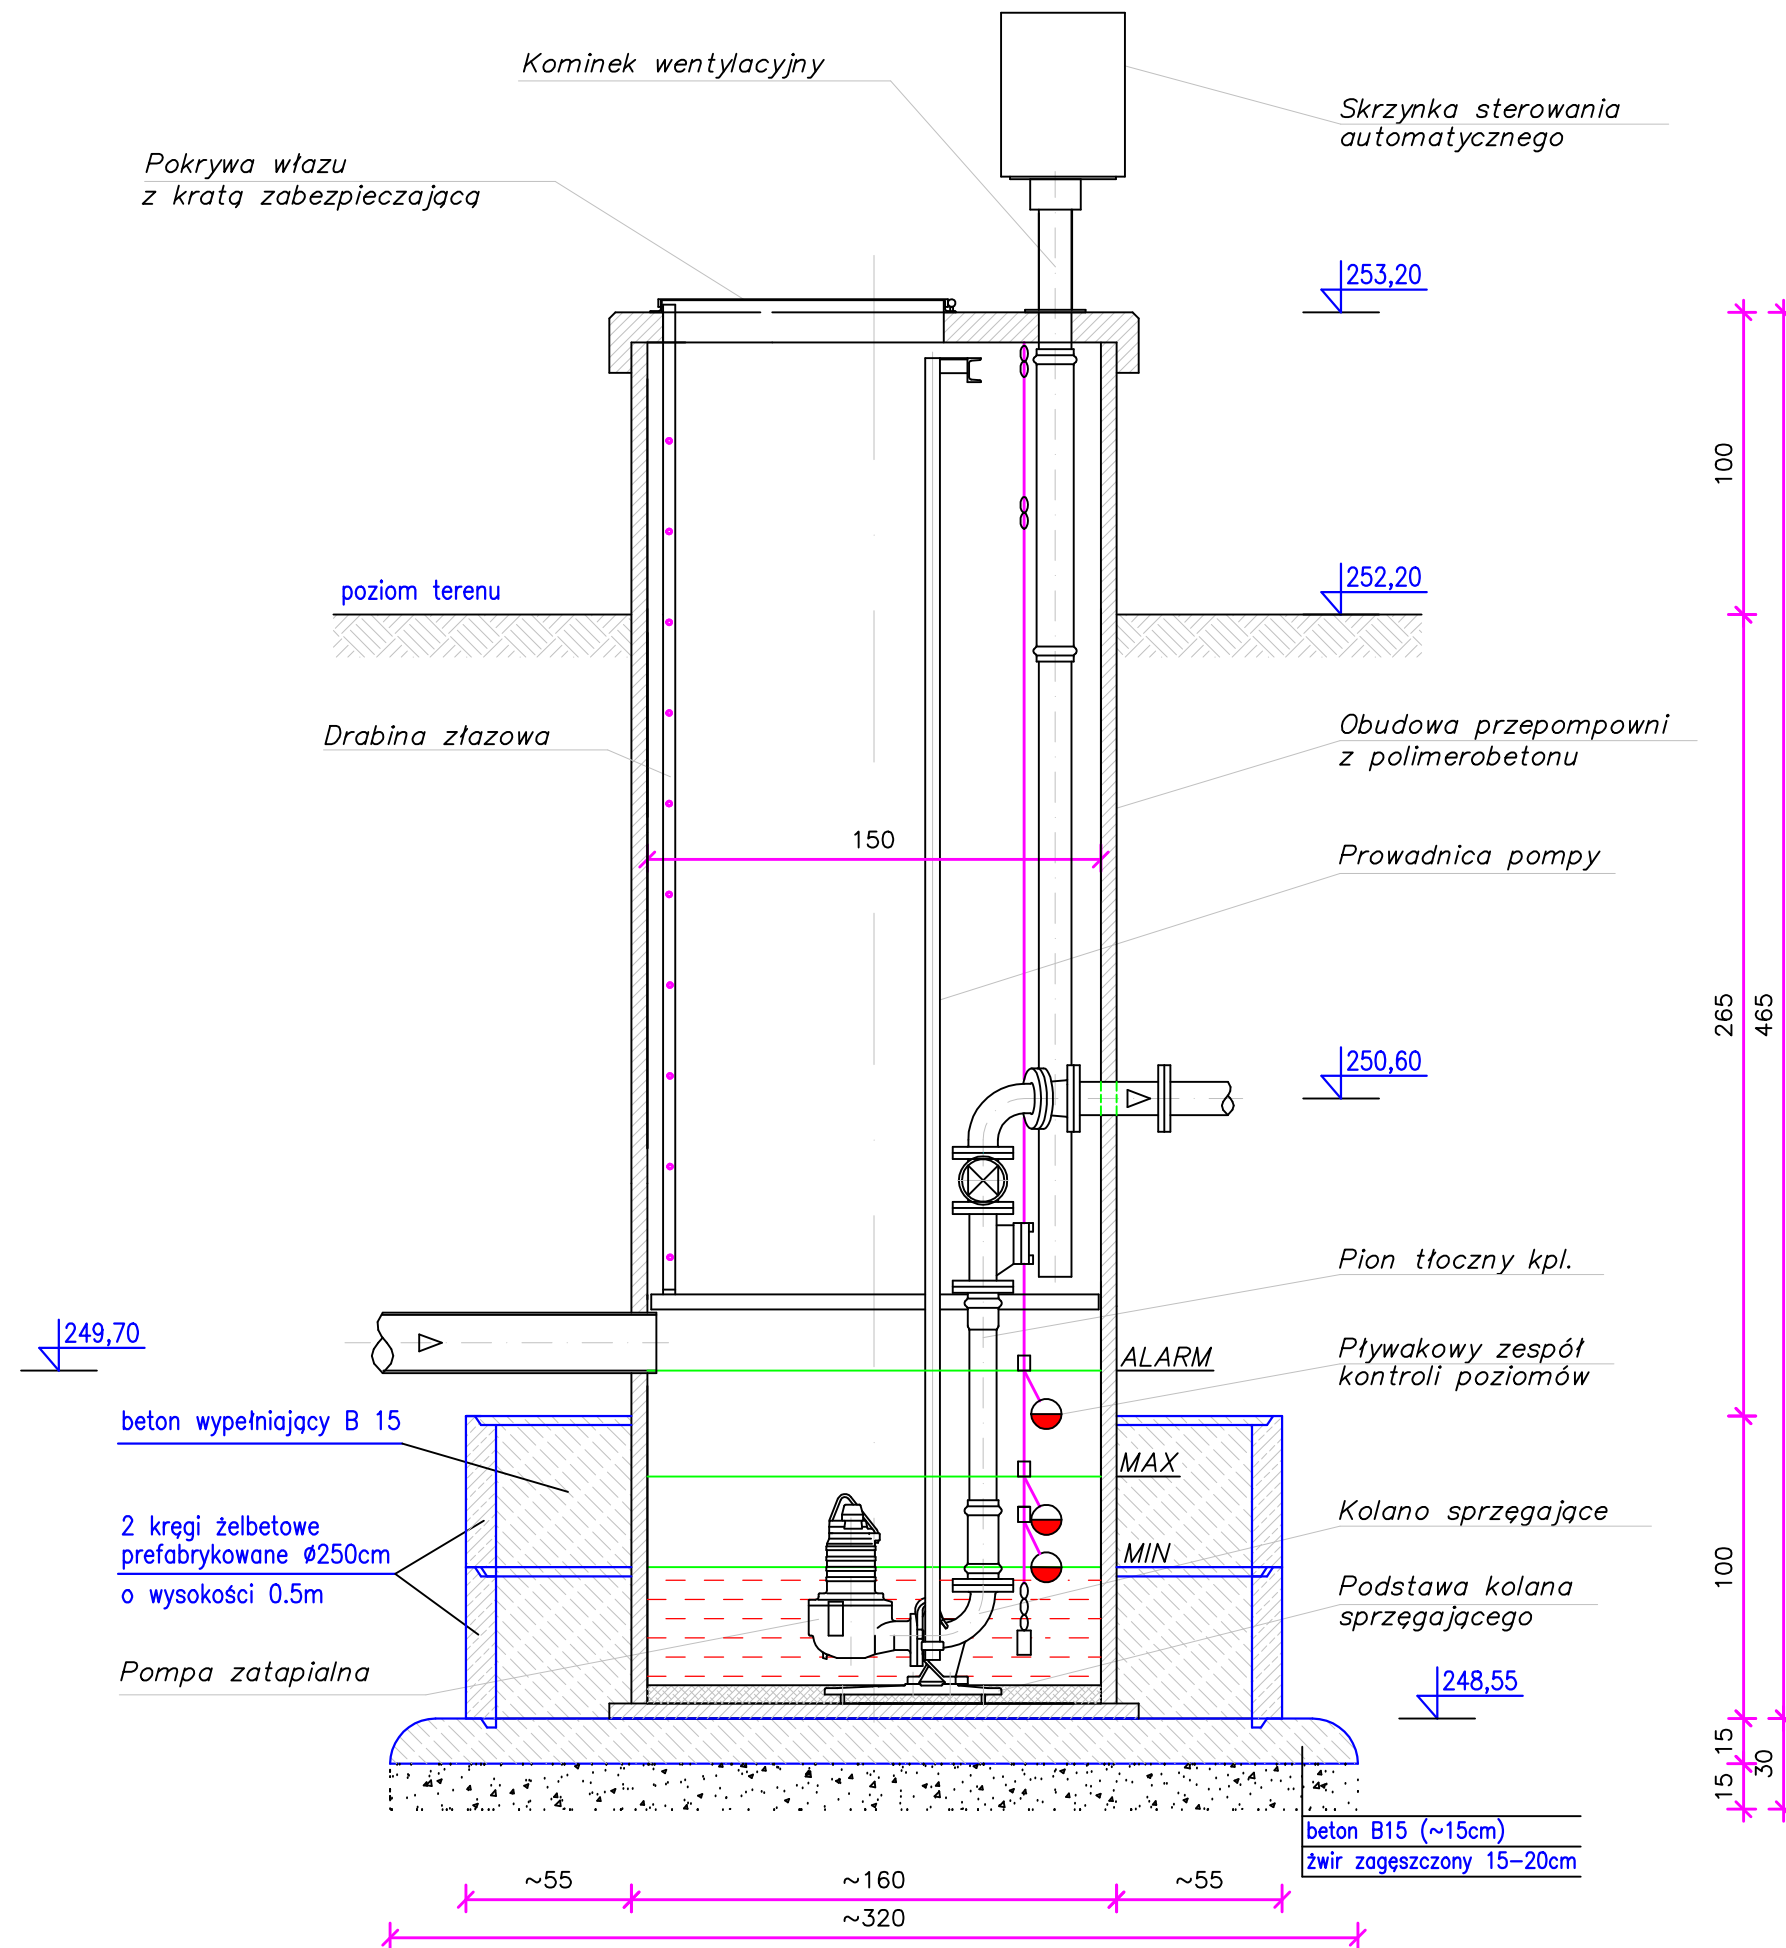 Kominek wentylacyjny
Skrzynka sterowania
automatycznego
Pokrywa włazu
z kratą zabezpieczającą
253,20
100
252,20
poziom terenu
Drabina złazowa
Obudowa przepompowni
z polimerobetonu
150
Prowadnica pompy
265
465
250,60
Pion tłoczny kpl.
249,70
ALARM
Pływakowy zespół
kontroli poziomów
beton wypełniający B 15
MAX
2 kręgi żelbetowe
prefabrykowane Ø250cm
o wysokości 0.5m
Kolano sprzęgające
MIN
100
Podstawa kolana
sprzęgającego
Pompa zatapialna
248,55
15
30
15
beton B15 (~15cm)
żwir zagęszczony 15-20cm
~55
~160
~55
~320